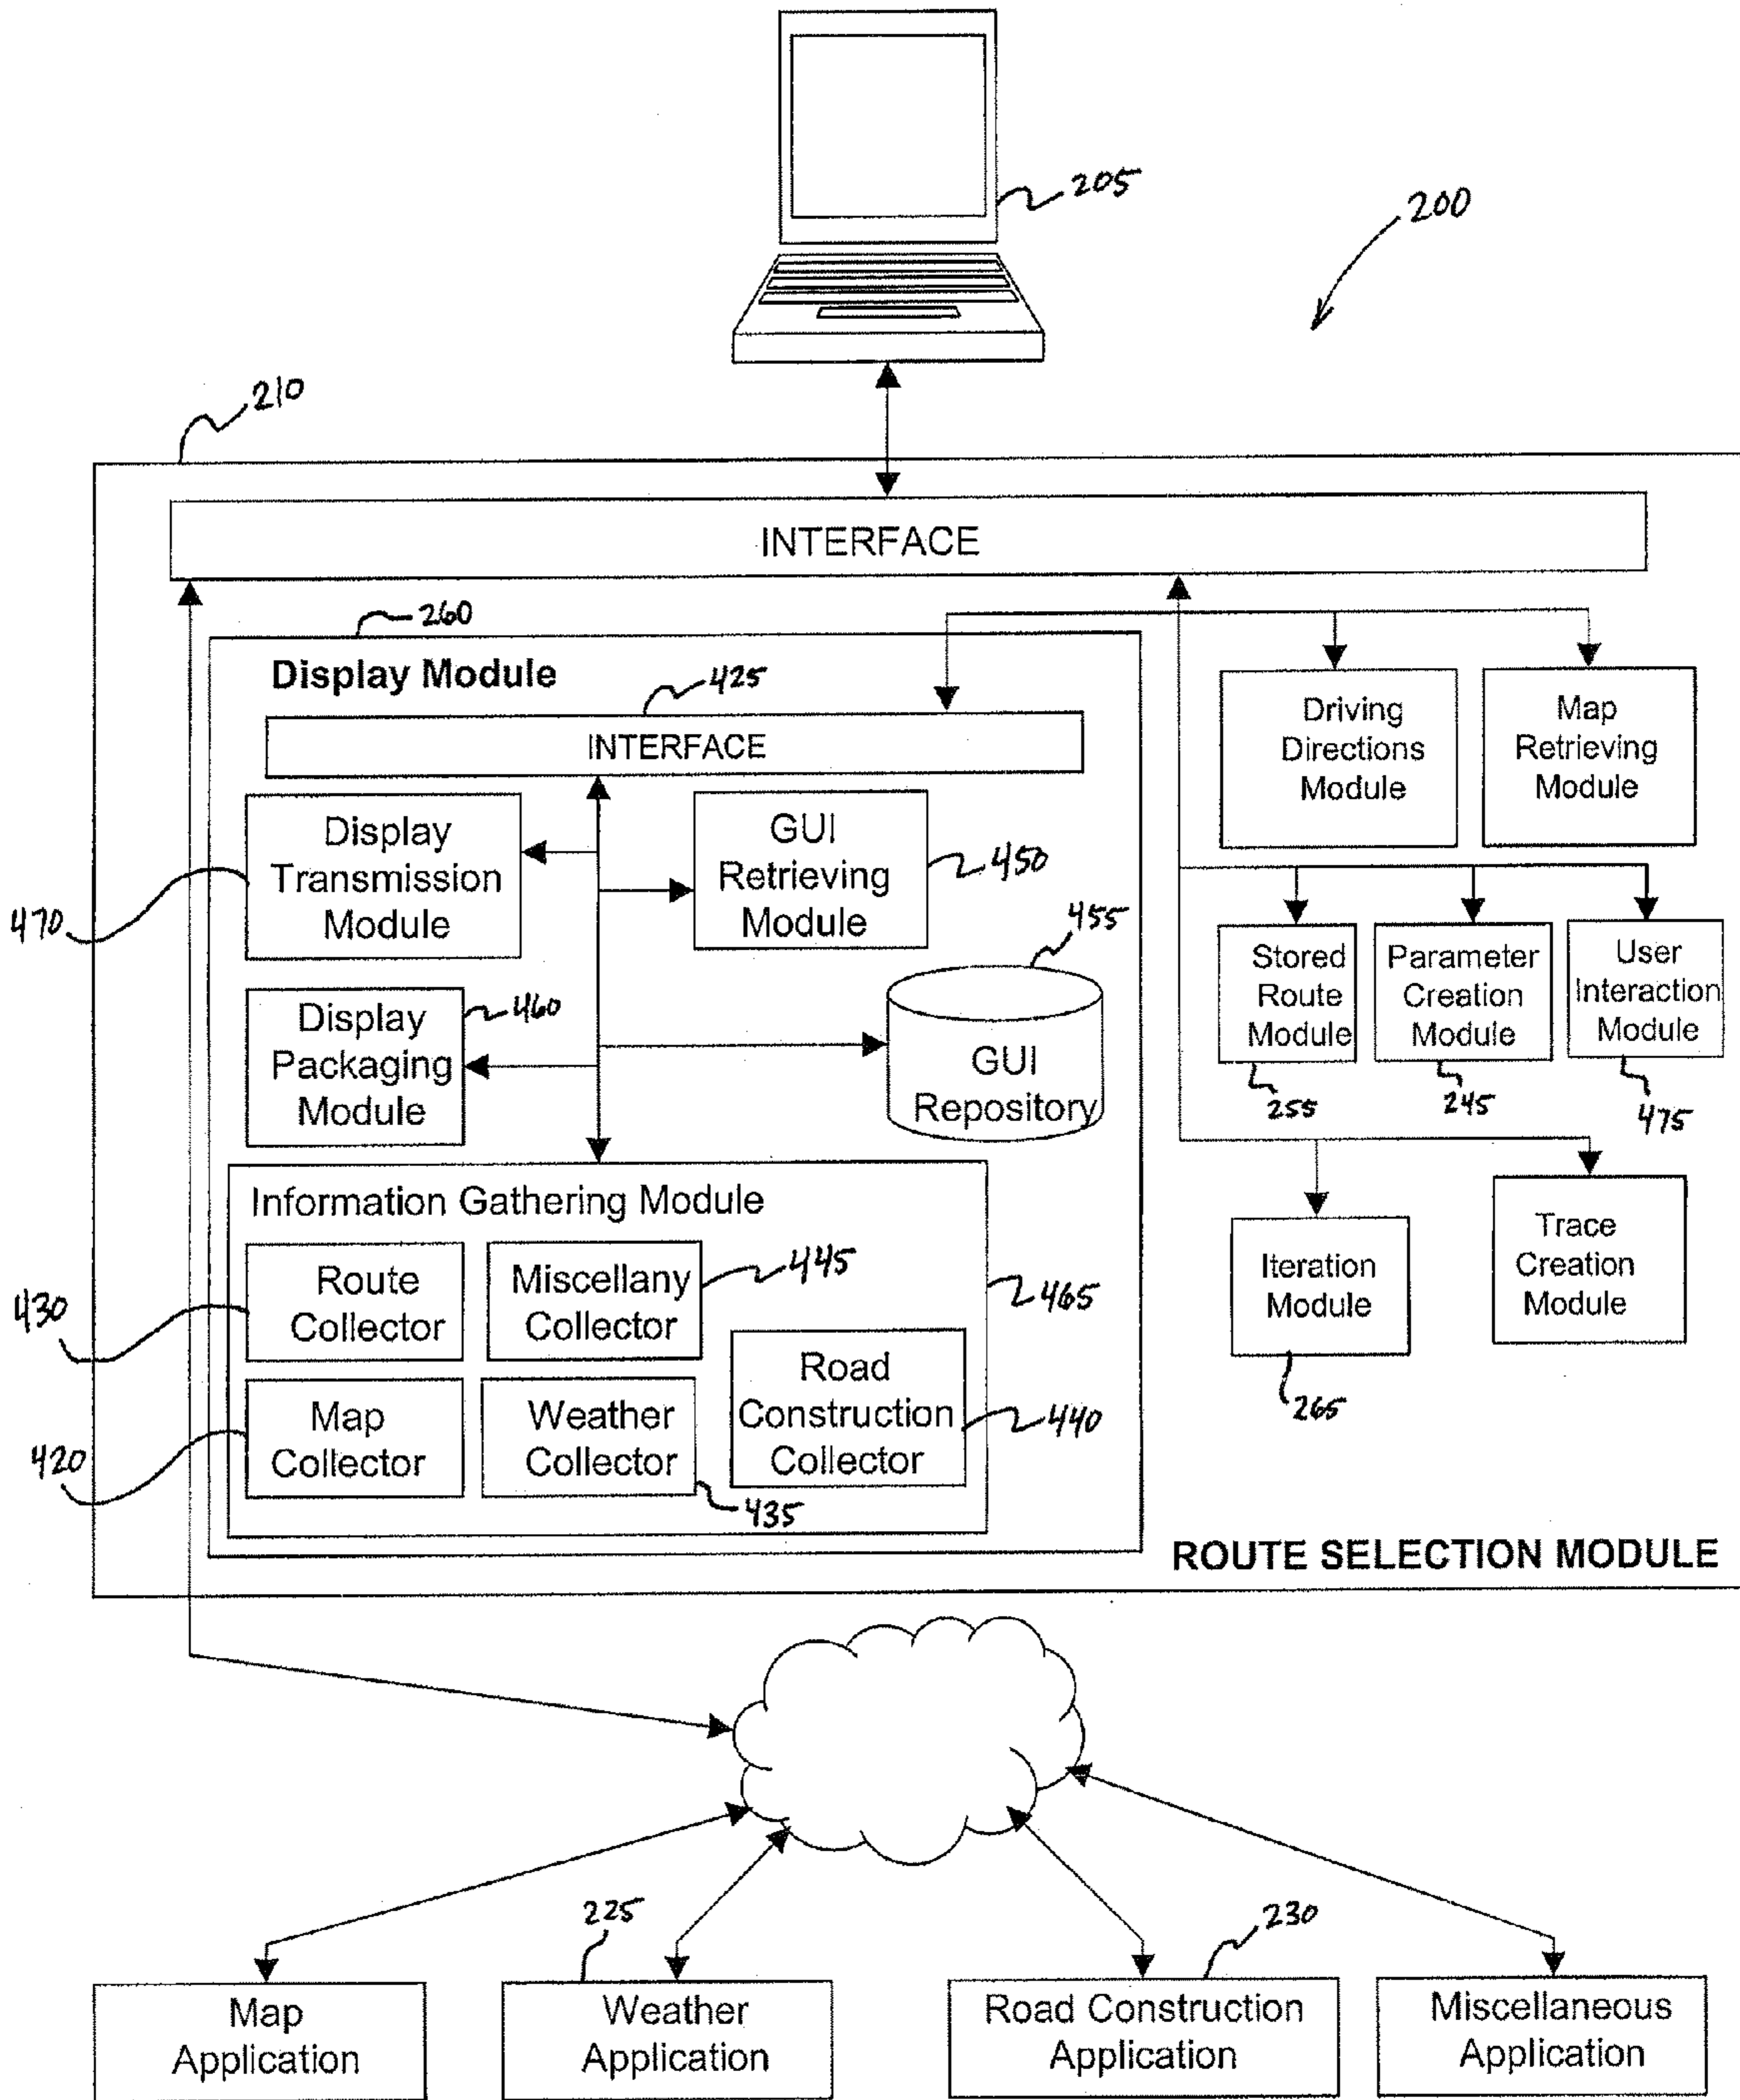 205
200
210
INTERFACE
260
Display Module
425
INTERFACE
Driving
Directions
Module
Map
Retrieving
Module
Display
Transmission
Module
470
GUI
Retrieving
Module
450
455
GUI
Repository
Display
Packaging
Module
460
Stored
Route
Module
255
Parameter
Creation
Module
245
User
Interaction
Module
475
Information Gathering Module
465
Route
Collector
430
Miscellany
Collector
445
Map
Collector
420
Weather
Collector
435
Road
Construction
Collector
440
Iteration
Module
265
Trace
Creation
Module
ROUTE SELECTION MODULE
225
230
Map
Application
Weather
Application
Road Construction
Application
Miscellaneous
Application